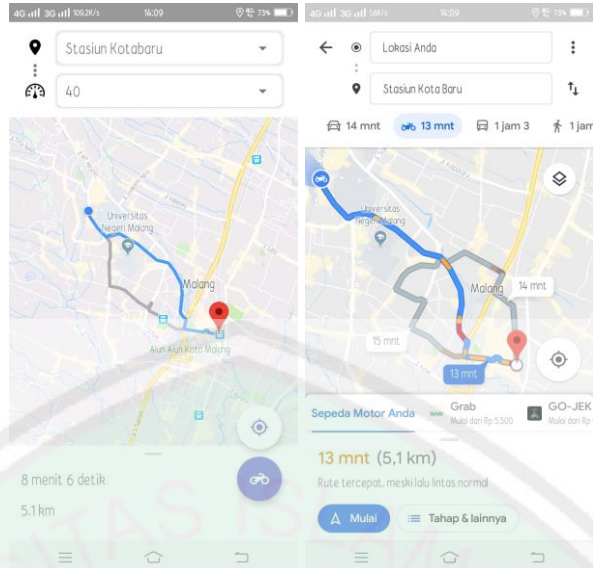 4G 3G 109.2K/s 14:09 73%
Stasiun Kotabaru
40
Universitas
Negeri Malang
Malang
Alun Alun Kota Malang
8 menit 6 detik
5.1 km
4G 3G 1.6K/s 14:09 73%
Lokasi Anda
Stasiun Kota Baru
14 mnt
13 mnt
1 jam 3
1 jam
Universitas
Negeri Malang
Malang
14 mnt
15 mnt
13 mnt
Sepeda Motor Anda
Grab
Mulai dari Rp 5.500
GO-JEK
Mulai dari Rp
13 mnt (5,1 km)
Rute tercepat, meski lalu lintas normal
Mulai
Tahap & lainnya